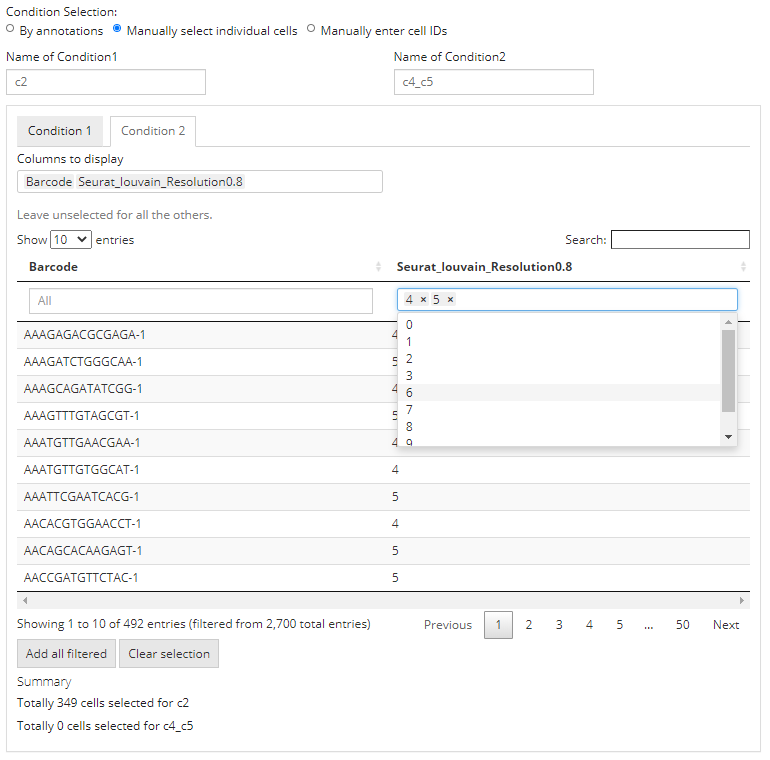 Condition Selection:
By annotations Manually select individual cells Manually enter cell IDs
Name of Condition1 Name of Condition2
c2 c4_c5
Condition 1 Condition 2
Columns to display
Barcode Seurat_louvain_Resolution0.8
Leave unselected for all the others.
Show 10 entries Search:
Barcode Seurat_louvain_Resolution0.8
All 4 × 5 ×
0
AAAGAGACGCGAGA-1 4
1
AAAGATCTGGGCAA-1 5
2
3
AAAGCAGATATCGG-1 4
6
AAAGTTTGTAGCGT-1 5
7
8
AAATGTTGAACGAA-1 4
9
AAATGTTGTGGCAT-1 4
AAATTCGAATCACG-1 5
AACACGTGGAACCT-1 4
AACAGCACAAGAGT-1 5
AACCGATGTTCTAC-1 5
Showing 1 to 10 of 492 entries (filtered from 2,700 total entries) Previous 1 2 3 4 5 ... 50 Next
Add all filtered Clear selection
Summary
Totally 349 cells selected for c2
Totally 0 cells selected for c4_c5